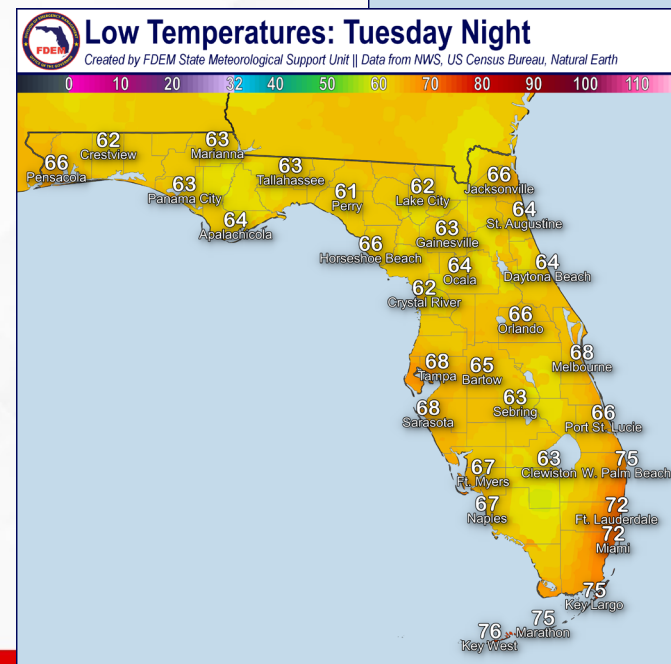 Low Temperatures: Tuesday Night
FDEM
Created by FDEM State Meteorological Support Unit || Data from NWS, US Census Bureau, Natural Earth
0 10 20 32 40 50 60 70 80 90 100 110
62
Crestview
63
Marianna
66
Pensacola
63
Tallahassee
63
Panama City
61
Perry
62
Lake City
66
Jacksonville
64
Apalachicola
64
St. Augustine
63
Gainesville
66
Horseshoe Beach
64
Ocala
64
Daytona Beach
62
Crystal River
66
Orlando
68
Tampa
65
Bartow
68
Melbourne
63
Sebring
68
Sarasota
66
Port St. Lucie
67
Ft. Myers
63
Clewiston
75
W. Palm Beach
67
Naples
72
Ft. Lauderdale
72
Miami
75
Key Largo
75
Marathon
76
Key West